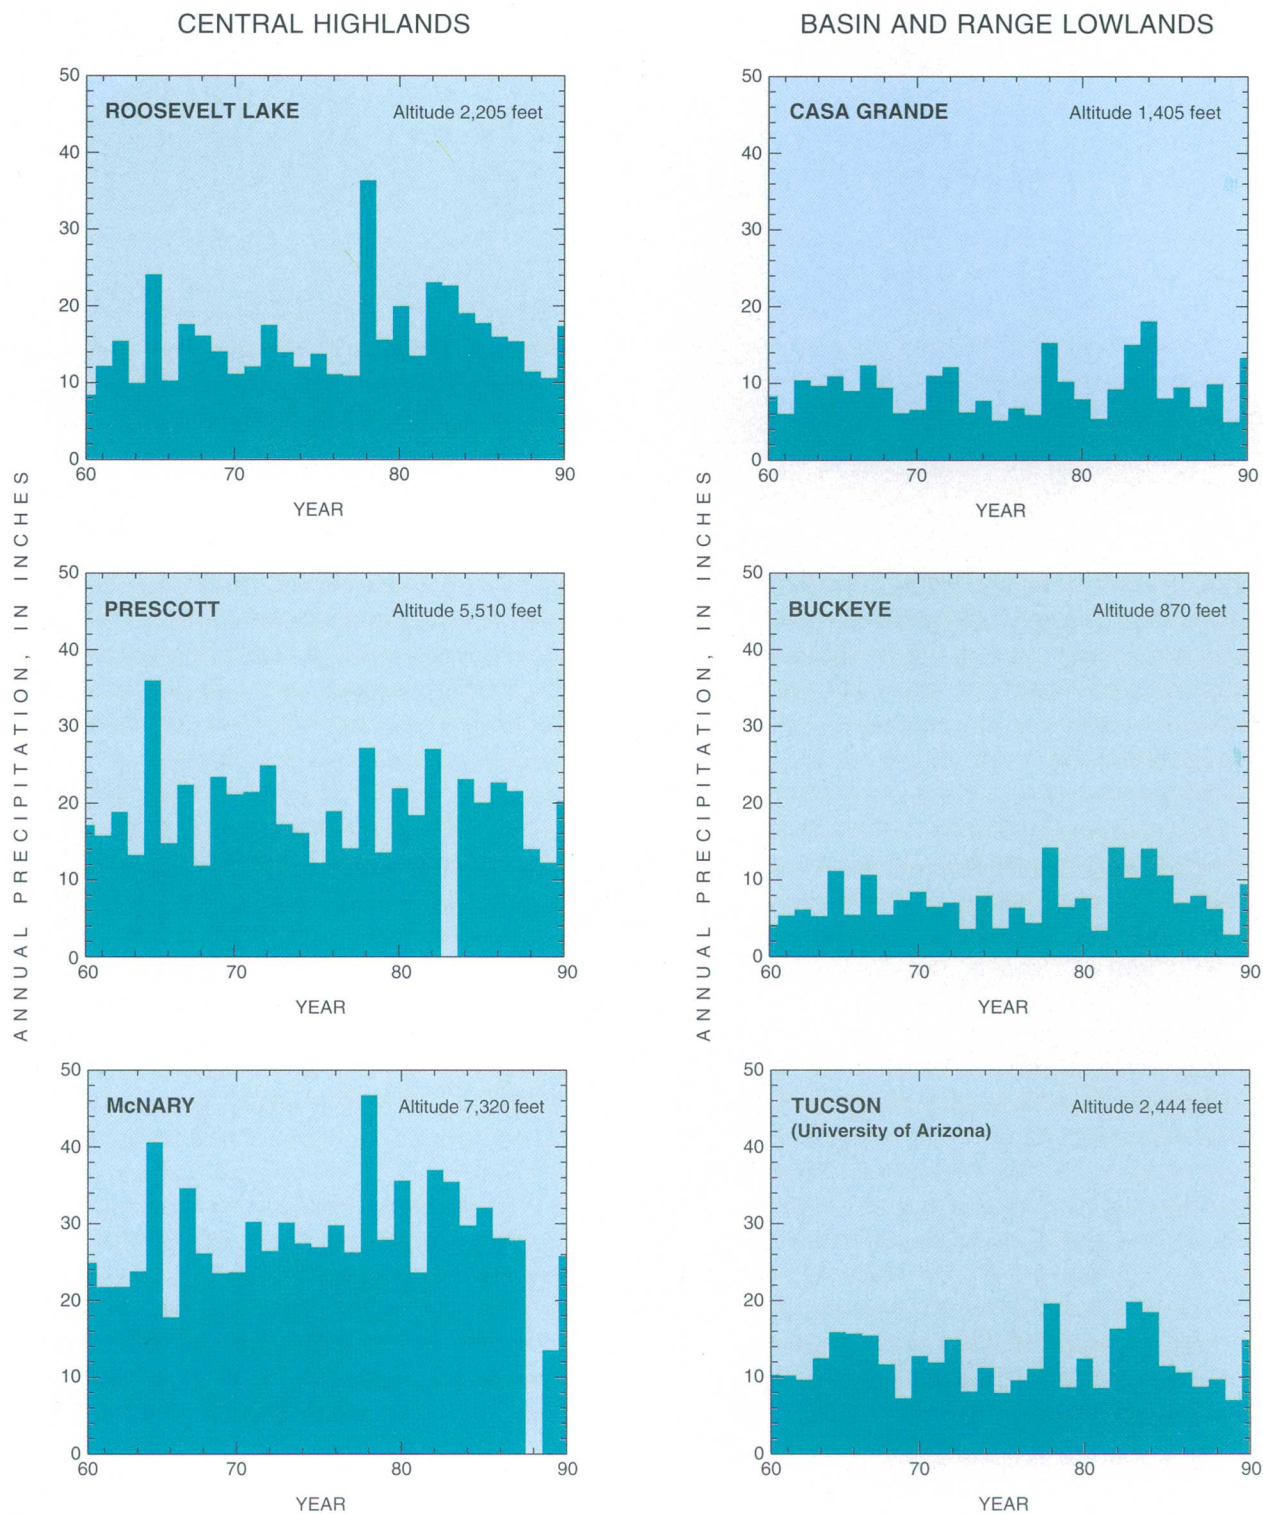 CENTRAL HIGHLANDS
BASIN AND RANGE LOWLANDS
ANNUAL PRECIPITATION, IN INCHES
50
40
30
20
10
0
ROOSEVELT LAKE Altitude 2,205 feet
60 70 80 90
YEAR
50
40
30
20
10
0
PRESCOTT Altitude 5,510 feet
60 70 80 90
YEAR
50
40
30
20
10
0
McNARY Altitude 7,320 feet
60 70 80 90
YEAR
ANNUAL PRECIPITATION, IN INCHES
50
40
30
20
10
0
CASA GRANDE Altitude 1,405 feet
60 70 80 90
YEAR
50
40
30
20
10
0
BUCKEYE Altitude 870 feet
60 70 80 90
YEAR
50
40
30
20
10
0
TUCSON Altitude 2,444 feet
(University of Arizona)
60 70 80 90
YEAR